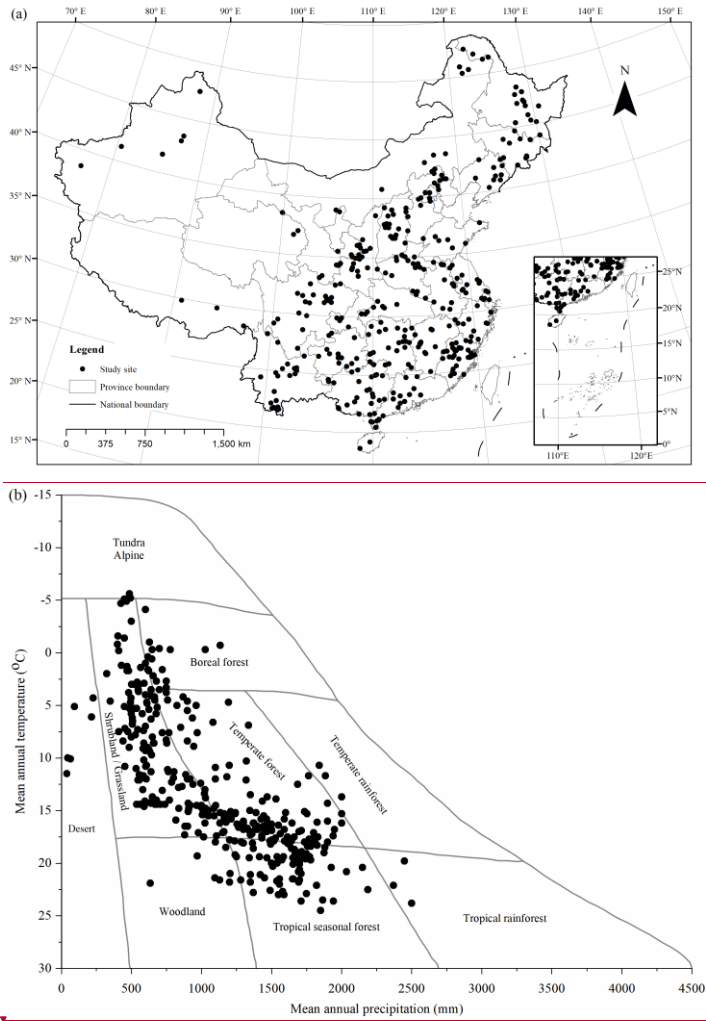 (a)
70° E 80° E 90° E 100° E 110° E 120° E 130° E 140° E 150° E
45° N
40° N
35° N
30° N
25° N
20° N
15° N
N
Legend
Study site
Province boundary
National boundary
0 375 750 1,500 km
25°N
20°N
15°N
10°N
5°N
0°
110°E 120°E
(b)
Mean annual temperature (°C)
-15
-10
-5
0
5
10
15
20
25
30
Tundra
Alpine
Boreal forest
Shrubland / Grassland
Temperate forest
Temperate rainforest
Desert
Woodland
Tropical seasonal forest
Tropical rainforest
0 500 1000 1500 2000 2500 3000 3500 4000 4500
Mean annual precipitation (mm)